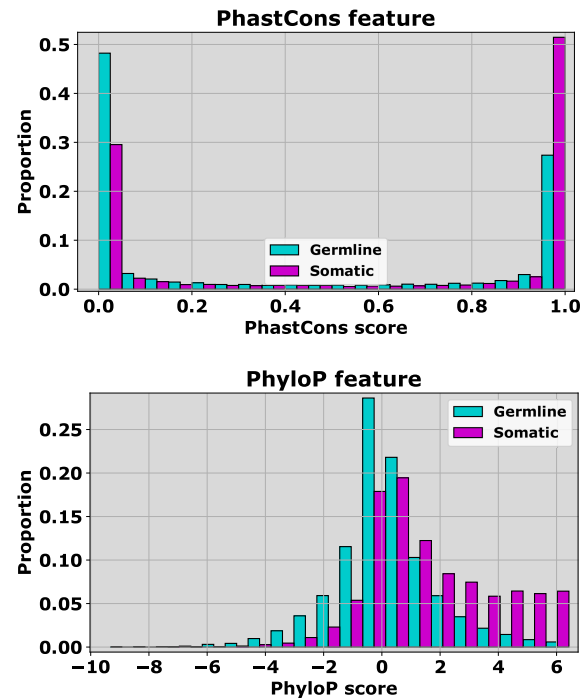 PhastCons feature
0.5
0.4
0.3
0.2
0.1
0.0
Proportion
Germline
Somatic
0.0 0.2 0.4 0.6 0.8 1.0
PhastCons score
PhyloP feature
0.25
0.20
0.15
0.10
0.05
0.00
Proportion
Germline
Somatic
−10 −8 −6 −4 −2 0 2 4 6
PhyloP score